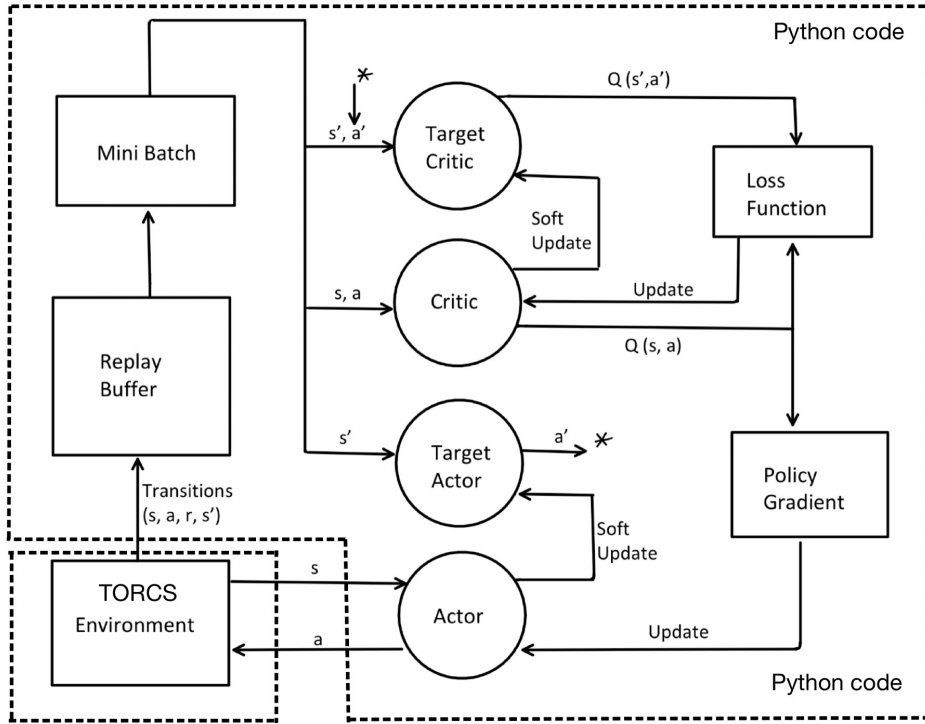 Python code
Q (s’,a’)
*
s’, a’
Target
Critic
Mini Batch
Loss
Function
Soft
Update
s, a
Critic
Update
Q (s, a)
Replay
Buffer
s’
Target
Actor
a’
*
Policy
Gradient
Transitions
(s, a, r, s’)
Soft
Update
TORCS
Environment
s
a
Actor
Update
Python code